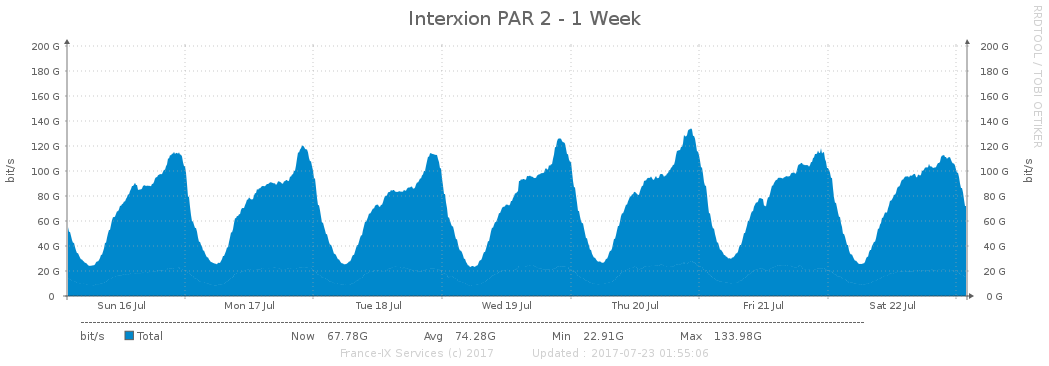 Interxion PAR 2 - 1 Week
RRDTOOL / TOBI OETIKER
200 G 200 G
180 G 180 G
160 G 160 G
140 G 140 G
120 G 120 G
100 G 100 G
80 G 80 G
60 G 60 G
40 G 40 G
20 G 20 G
0 0 G
bit/s bit/s
Sun 16 Jul Mon 17 Jul Tue 18 Jul Wed 19 Jul Thu 20 Jul Fri 21 Jul Sat 22 Jul
bit/s Total Now 67.78G Avg 74.28G Min 22.91G Max 133.98G
France-IX Services (c) 2017 Updated : 2017-07-23 01:55:06